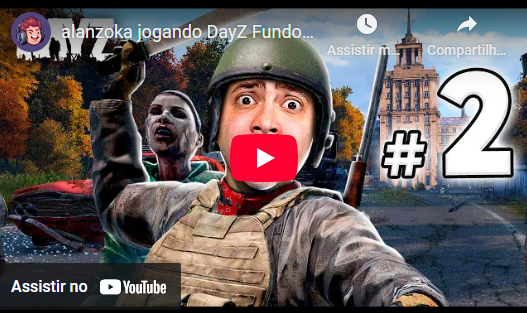 alanzoka jogando DayZ Fundo...
Assistir m...
Compartilh...
#2
Assistir no YouTube